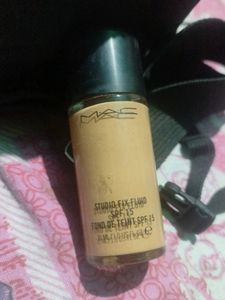 MAC
STUDIO FIX FLUID
SPF 15
FOND DE TEINT SPF 15